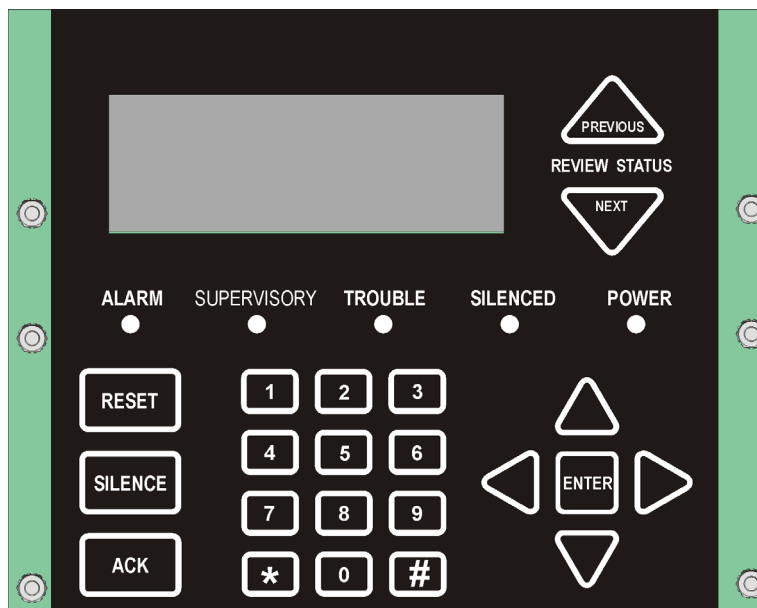 PREVIOUS
REVIEW STATUS
NEXT
ALARM SUPERVISORY TROUBLE SILENCED POWER
RESET 1 2 3
SILENCE 4 5 6 ENTER
7 8 9
ACK * 0 #